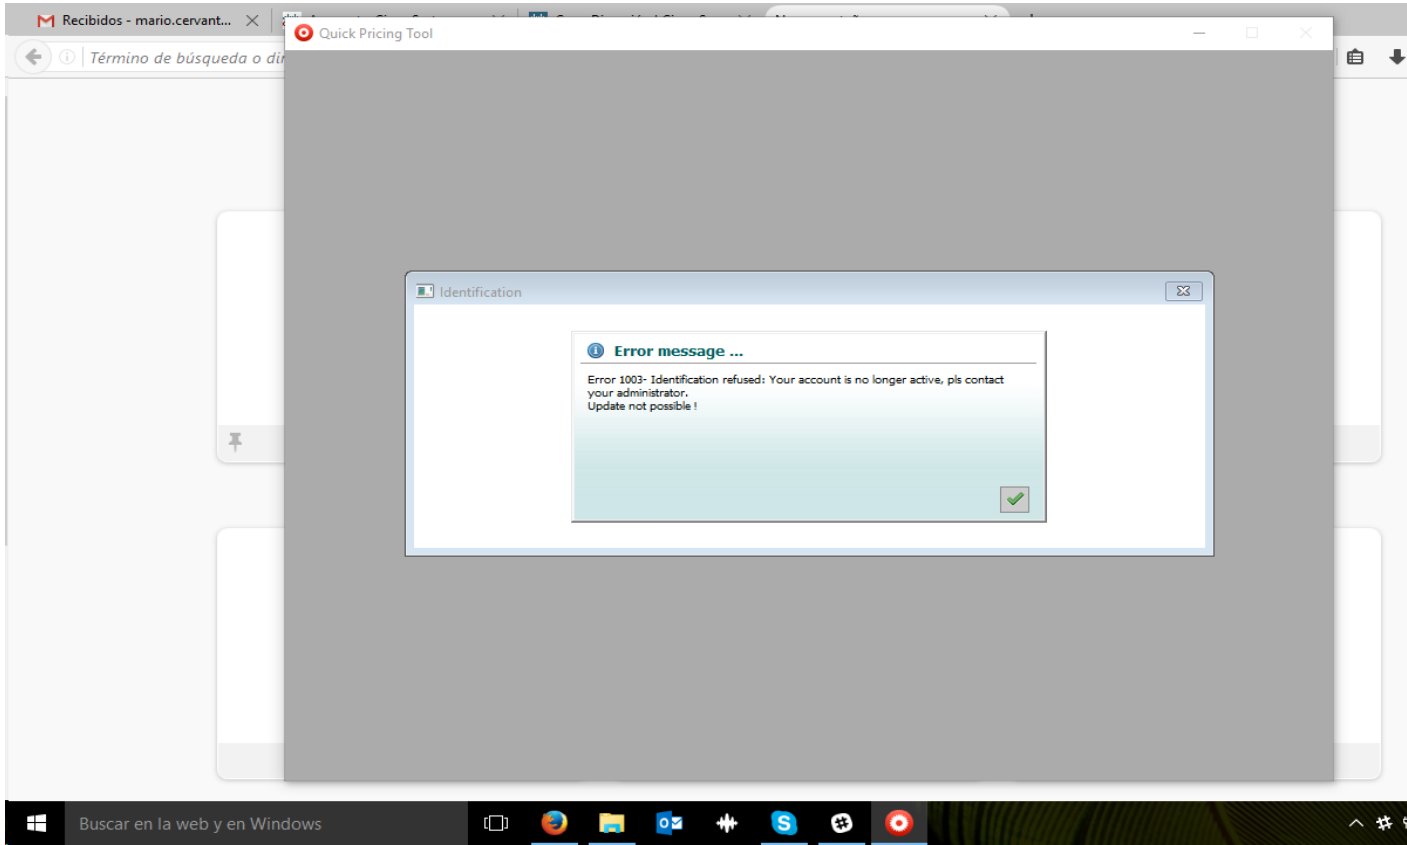 Recibidos - mario.cervant...
Quick Pricing Tool
Término de búsqueda o dir
Identification
Error message ...
Error 1003- Identification refused: Your account is no longer active, pls contact
your administrator.
Update not possible !
Buscar en la web y en Windows